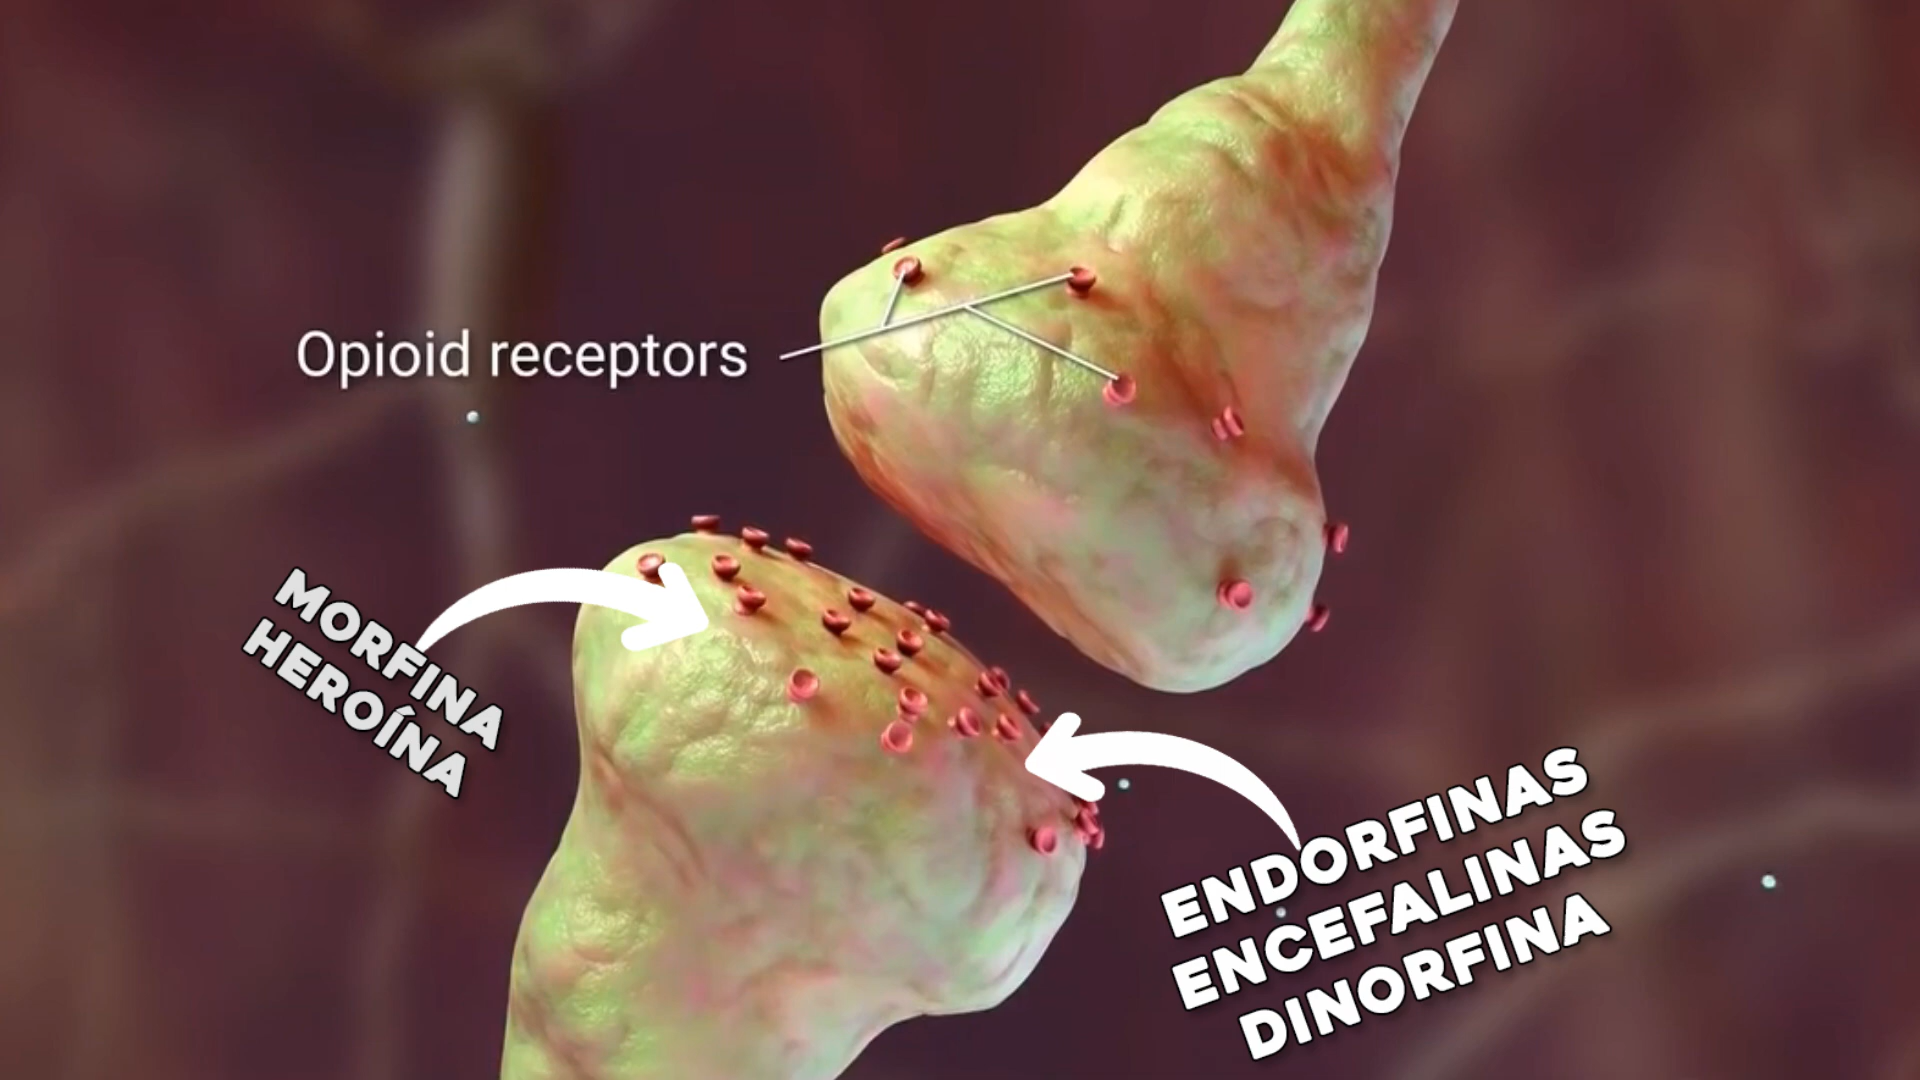 Opioid receptors
MORFINA
HEROÍNA
ENDORFINAS
ENCEFALINAS
DINORFINA